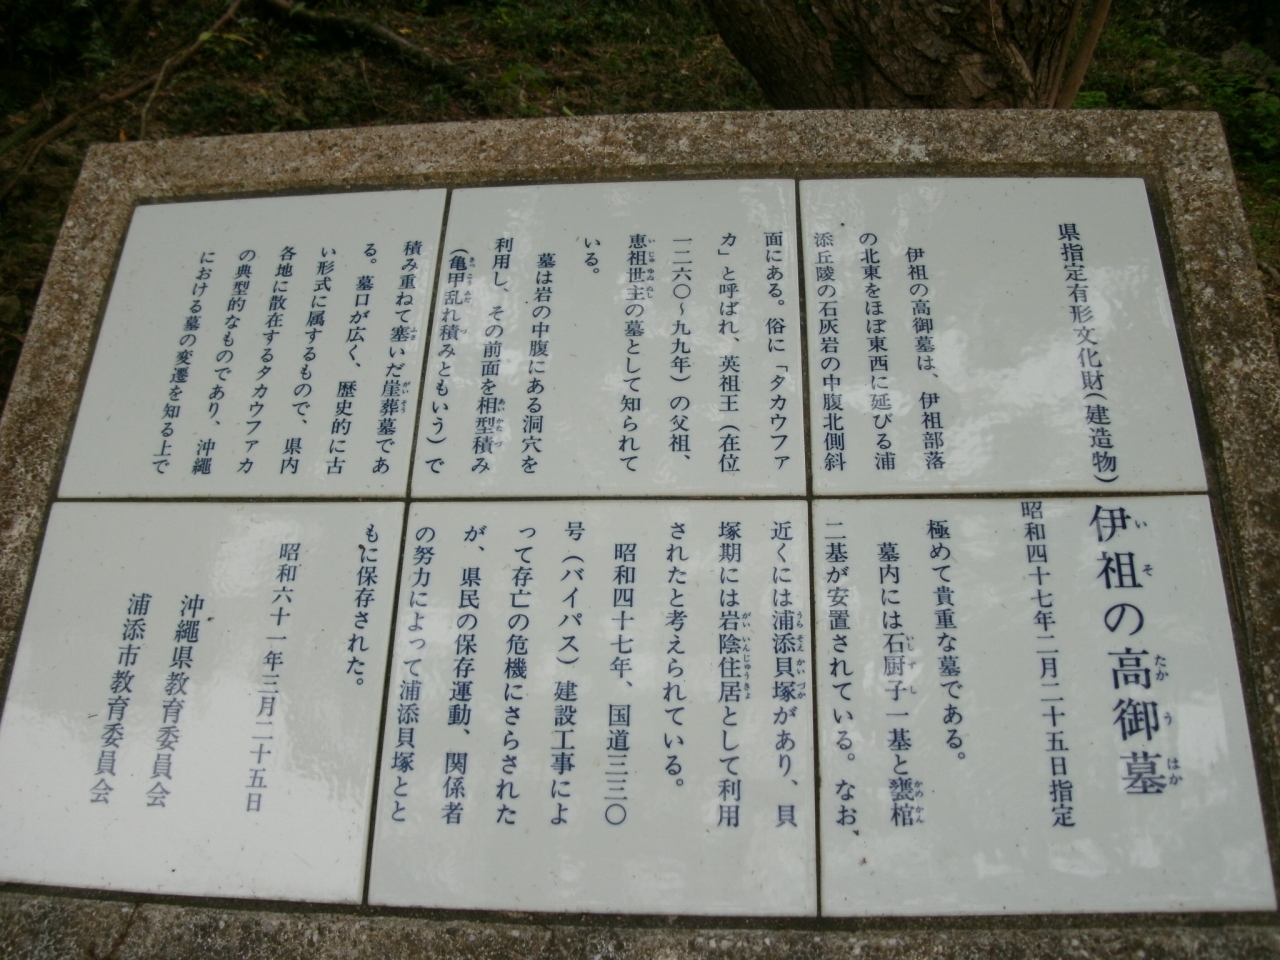 県指定有形文化財(建造物)
伊祖の高御墓
昭和四十七年二月二十五日指定
伊祖の高御墓は、伊祖部落
の北東をほぼ東西に延びる浦
添丘陵の石灰岩の中腹北側斜
面にある。俗に「タカウファ
カ」と呼ばれ、英祖王（在位
一二六〇～九九年）の父祖、
恵祖世主の墓として知られて
いる。
墓は岩の中腹にある洞穴を
利用し、その前面を相型積み
（亀甲乱れ積みともいう）で
積み重ねて塞いだ崖葬墓であ
る。墓口が広く、歴史的に古
い形式に属するもので、県内
各地に散在するタカウファカ
の典型的なものであり、沖縄
における墓の変遷を知る上で
極めて貴重な墓である。
墓内には石厨子一基と甕棺
二基が安置されている。なお、
近くには浦添貝塚があり、貝
塚期には岩陰住居として利用
されたと考えられている。
昭和四十七年、国道三三〇
号（バイパス）建設工事によ
って存亡の危機にさらされた
が、県民の保存運動、関係者
の努力によって浦添貝塚とと
もに保存された。
昭和六十一年三月二十五日
沖縄県教育委員会
浦添市教育委員会